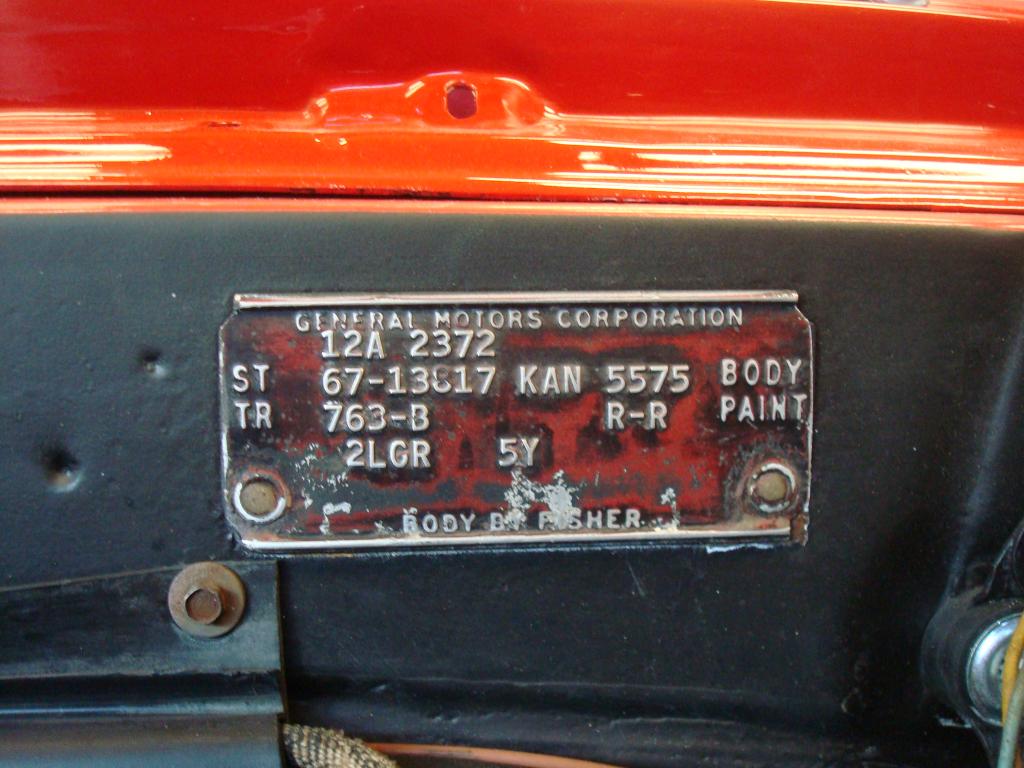 GENERAL MOTORS CORPORATION
12A 2372
ST 67-13817 KAN 5575 BODY
TR 763-B R-R PAINT
2LGR 5Y
BODY BY FISHER